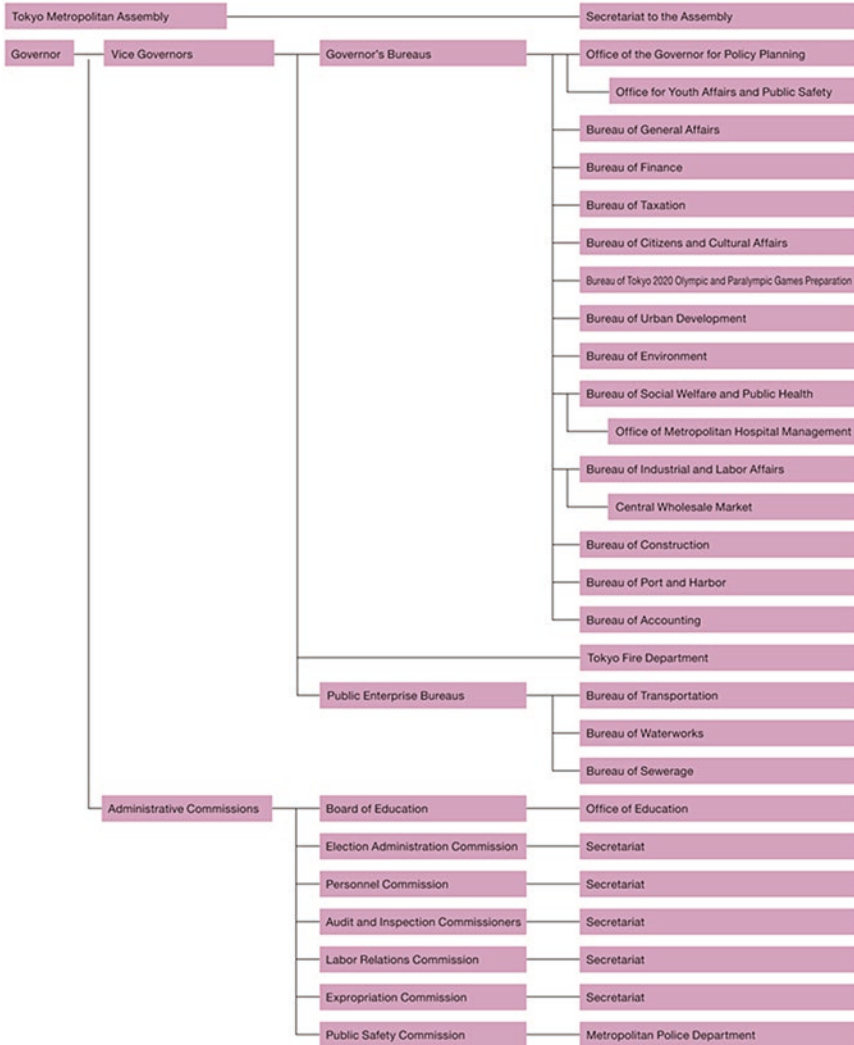 Tokyo Metropolitan Assembly
Secretariat to the Assembly
Governor
Vice Governors
Governor's Bureaus
Office of the Governor for Policy Planning
Office for Youth Affairs and Public Safety
Bureau of General Affairs
Bureau of Finance
Bureau of Taxation
Bureau of Citizens and Cultural Affairs
Bureau of Tokyo 2020 Olympic and Paralympic Games Preparation
Bureau of Urban Development
Bureau of Environment
Bureau of Social Welfare and Public Health
Office of Metropolitan Hospital Management
Bureau of Industrial and Labor Affairs
Central Wholesale Market
Bureau of Construction
Bureau of Port and Harbor
Bureau of Accounting
Tokyo Fire Department
Public Enterprise Bureaus
Bureau of Transportation
Bureau of Waterworks
Bureau of Sewerage
Administrative Commissions
Board of Education
Office of Education
Election Administration Commission
Secretariat
Personnel Commission
Secretariat
Audit and Inspection Commissioners
Secretariat
Labor Relations Commission
Secretariat
Expropriation Commission
Secretariat
Public Safety Commission
Metropolitan Police Department